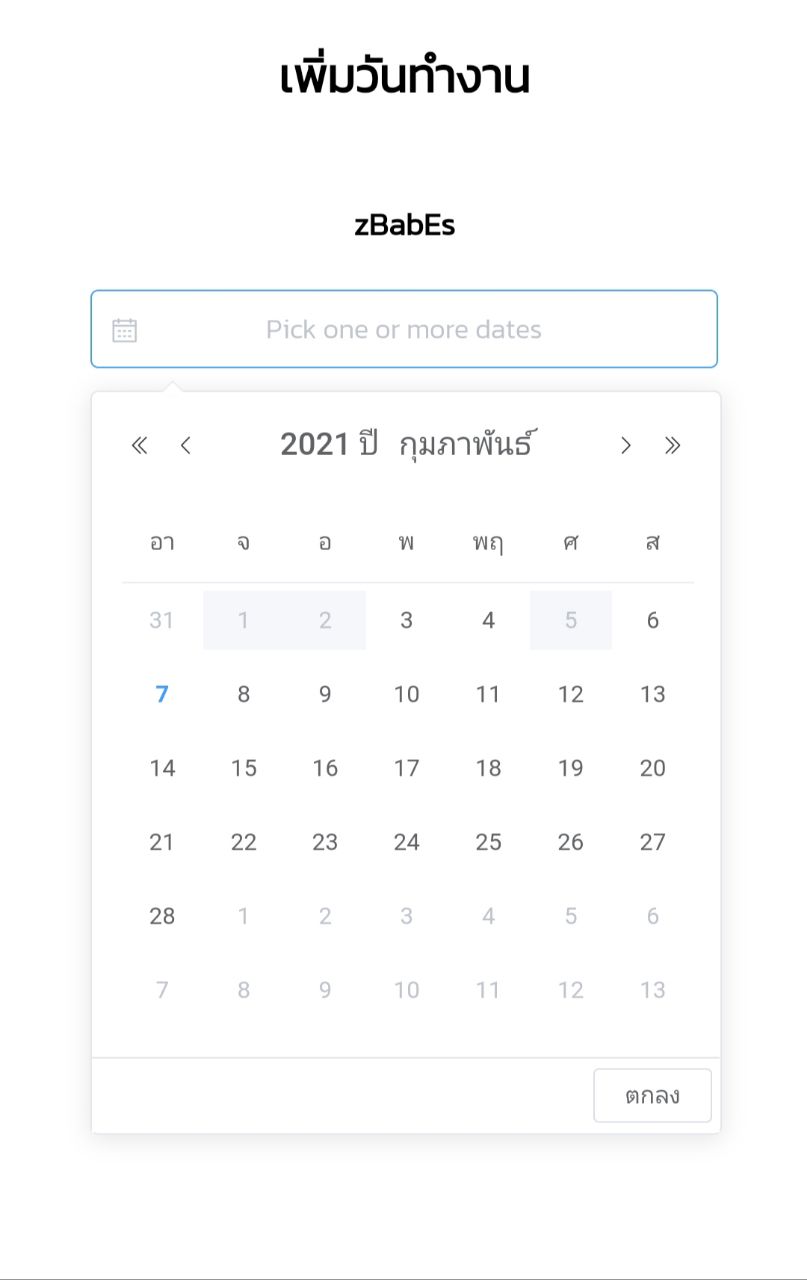 เพิ่มวันทำงาน
zBabEs
Pick one or more dates
2021 ปี กุมภาพันธ์
อา จ อ พ พฤ ศ ส
31 1 2 3 4 5 6
7 8 9 10 11 12 13
14 15 16 17 18 19 20
21 22 23 24 25 26 27
28 1 2 3 4 5 6
7 8 9 10 11 12 13
ตกลง